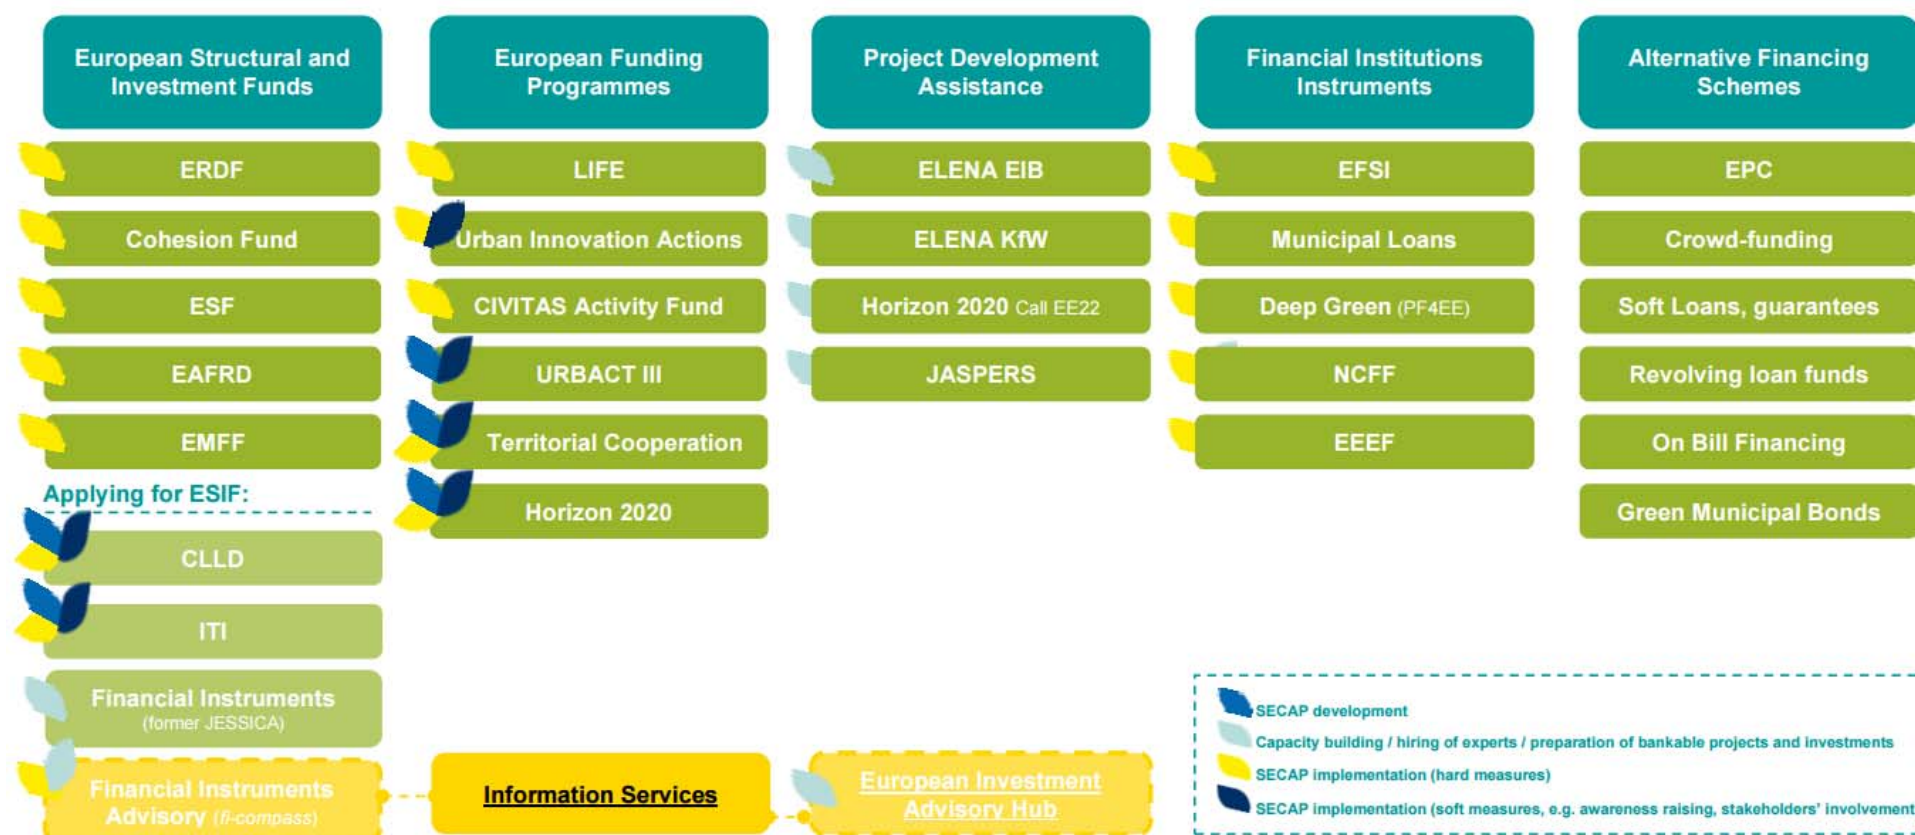 European Structural and
Investment Funds
ERDF
Cohesion Fund
ESF
EAFRD
EMFF
Applying for ESIF:
CLLD
ITI
Financial Instruments
(former JESSICA)
Financial Instruments
Advisory (fi-compass)
European Funding
Programmes
LIFE
Urban Innovation Actions
CIVITAS Activity Fund
URBACT III
Territorial Cooperation
Horizon 2020
Information Services
Project Development
Assistance
ELENA EIB
ELENA KfW
Horizon 2020 Call EE22
JASPERS
European Investment
Advisory Hub
Financial Institutions
Instruments
EFSI
Municipal Loans
Deep Green (PF4EE)
NCFF
EEEF
Alternative Financing
Schemes
EPC
Crowd-funding
Soft Loans, guarantees
Revolving loan funds
On Bill Financing
Green Municipal Bonds
SECAP development
Capacity building / hiring of experts / preparation of bankable projects and investments
SECAP implementation (hard measures)
SECAP implementation (soft measures, e.g. awareness raising, stakeholders' involvement